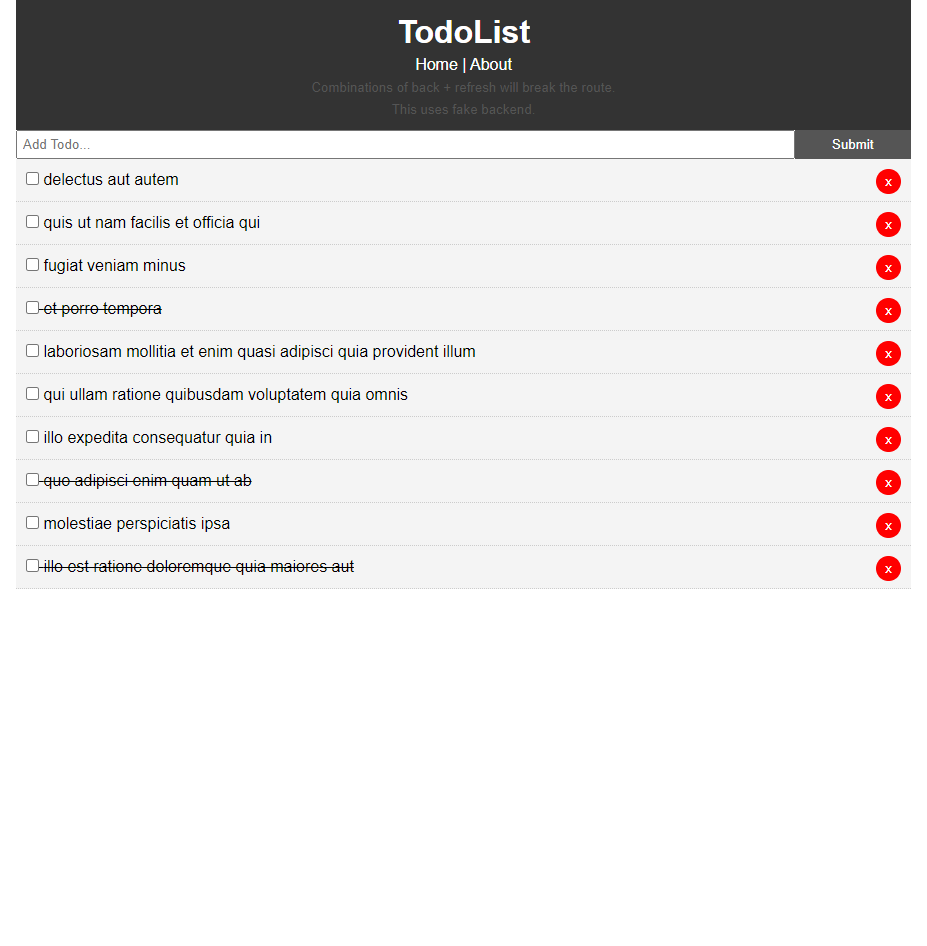 TodoList
Home | About
Combinations of back + refresh will break the route.
This uses fake backend.
Add Todo... Submit
delectus aut autem x
quis ut nam facilis et officia qui x
fugiat veniam minus x
et porro tempora x
laboriosam mollitia et enim quasi adipisci quia provident illum x
qui ullam ratione quibusdam voluptatem quia omnis x
illo expedita consequatur quia in x
quo adipisci enim quam ut ab x
molestiae perspiciatis ipsa x
illo est ratione doloremque quia maiores aut x